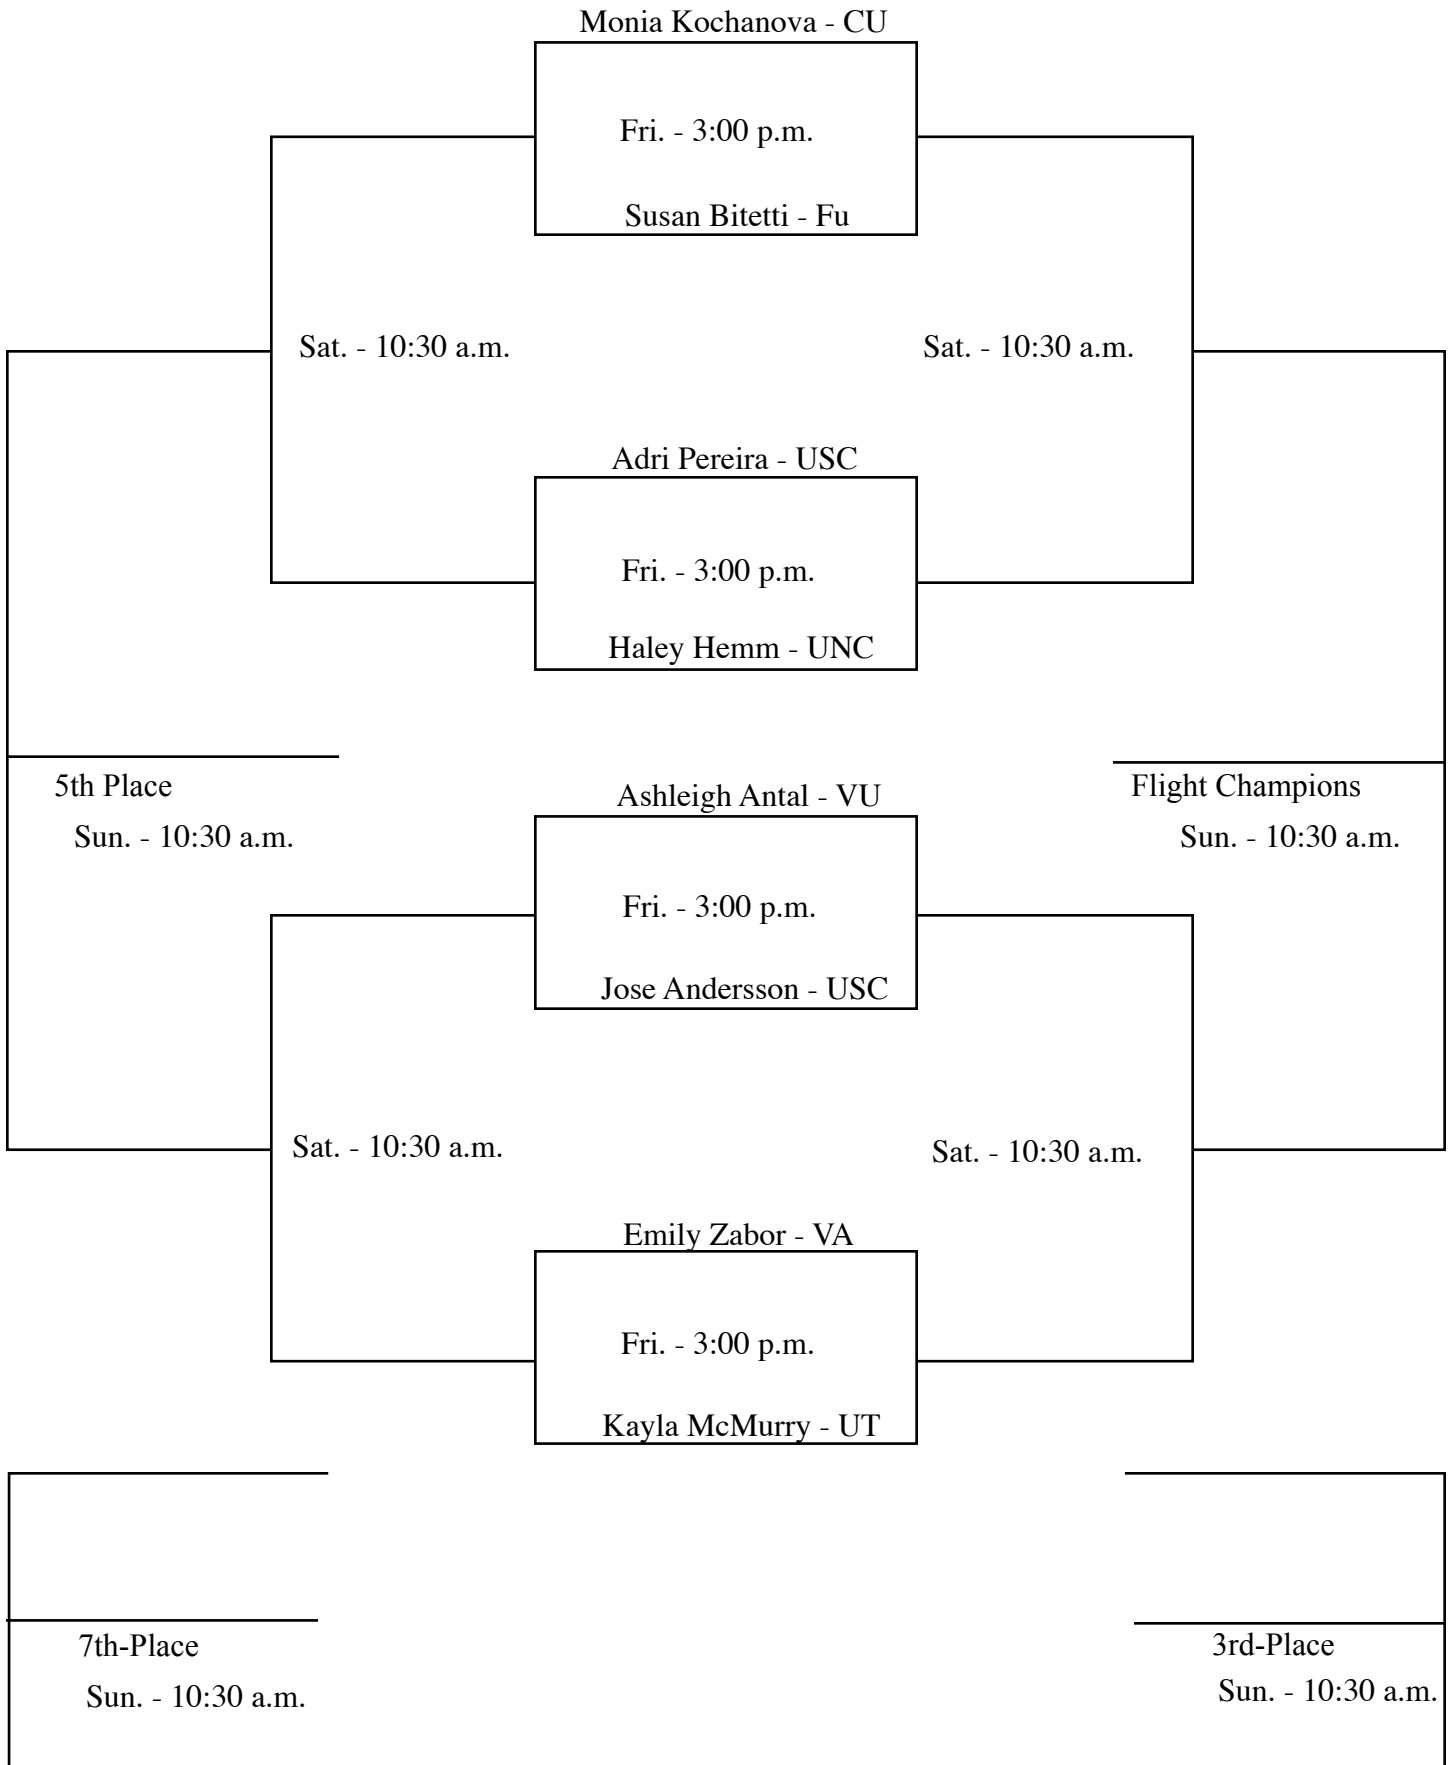 Monia Kochanova - CU
Fri. - 3:00 p.m.
Susan Bitetti - Fu
Sat. - 10:30 a.m.
Sat. - 10:30 a.m.
Adri Pereira - USC
Fri. - 3:00 p.m.
Haley Hemm - UNC
5th Place
Flight Champions
Ashleigh Antal - VU
Sun. - 10:30 a.m.
Sun. - 10:30 a.m.
Fri. - 3:00 p.m.
Jose Andersson - USC
Sat. - 10:30 a.m.
Sat. - 10:30 a.m.
Emily Zabor - VA
Fri. - 3:00 p.m.
Kayla McMurry - UT
7th-Place
3rd-Place
Sun. - 10:30 a.m.
Sun. - 10:30 a.m.